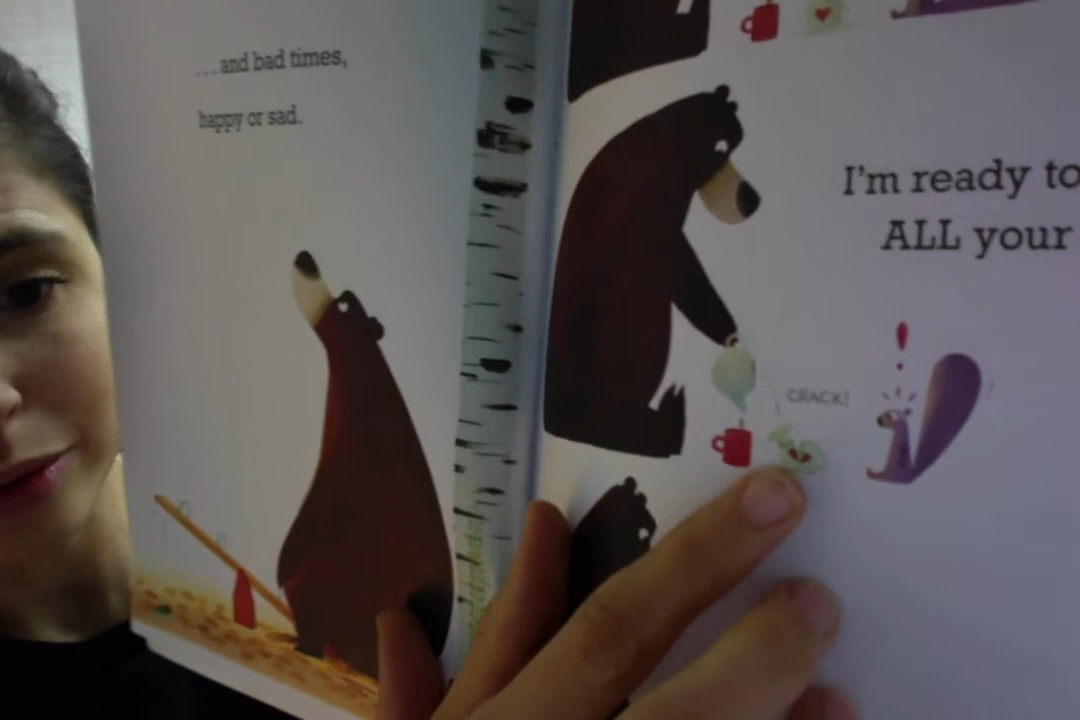 ...and bad times,
happy or sad.
I'm ready to
ALL your
CRACK!